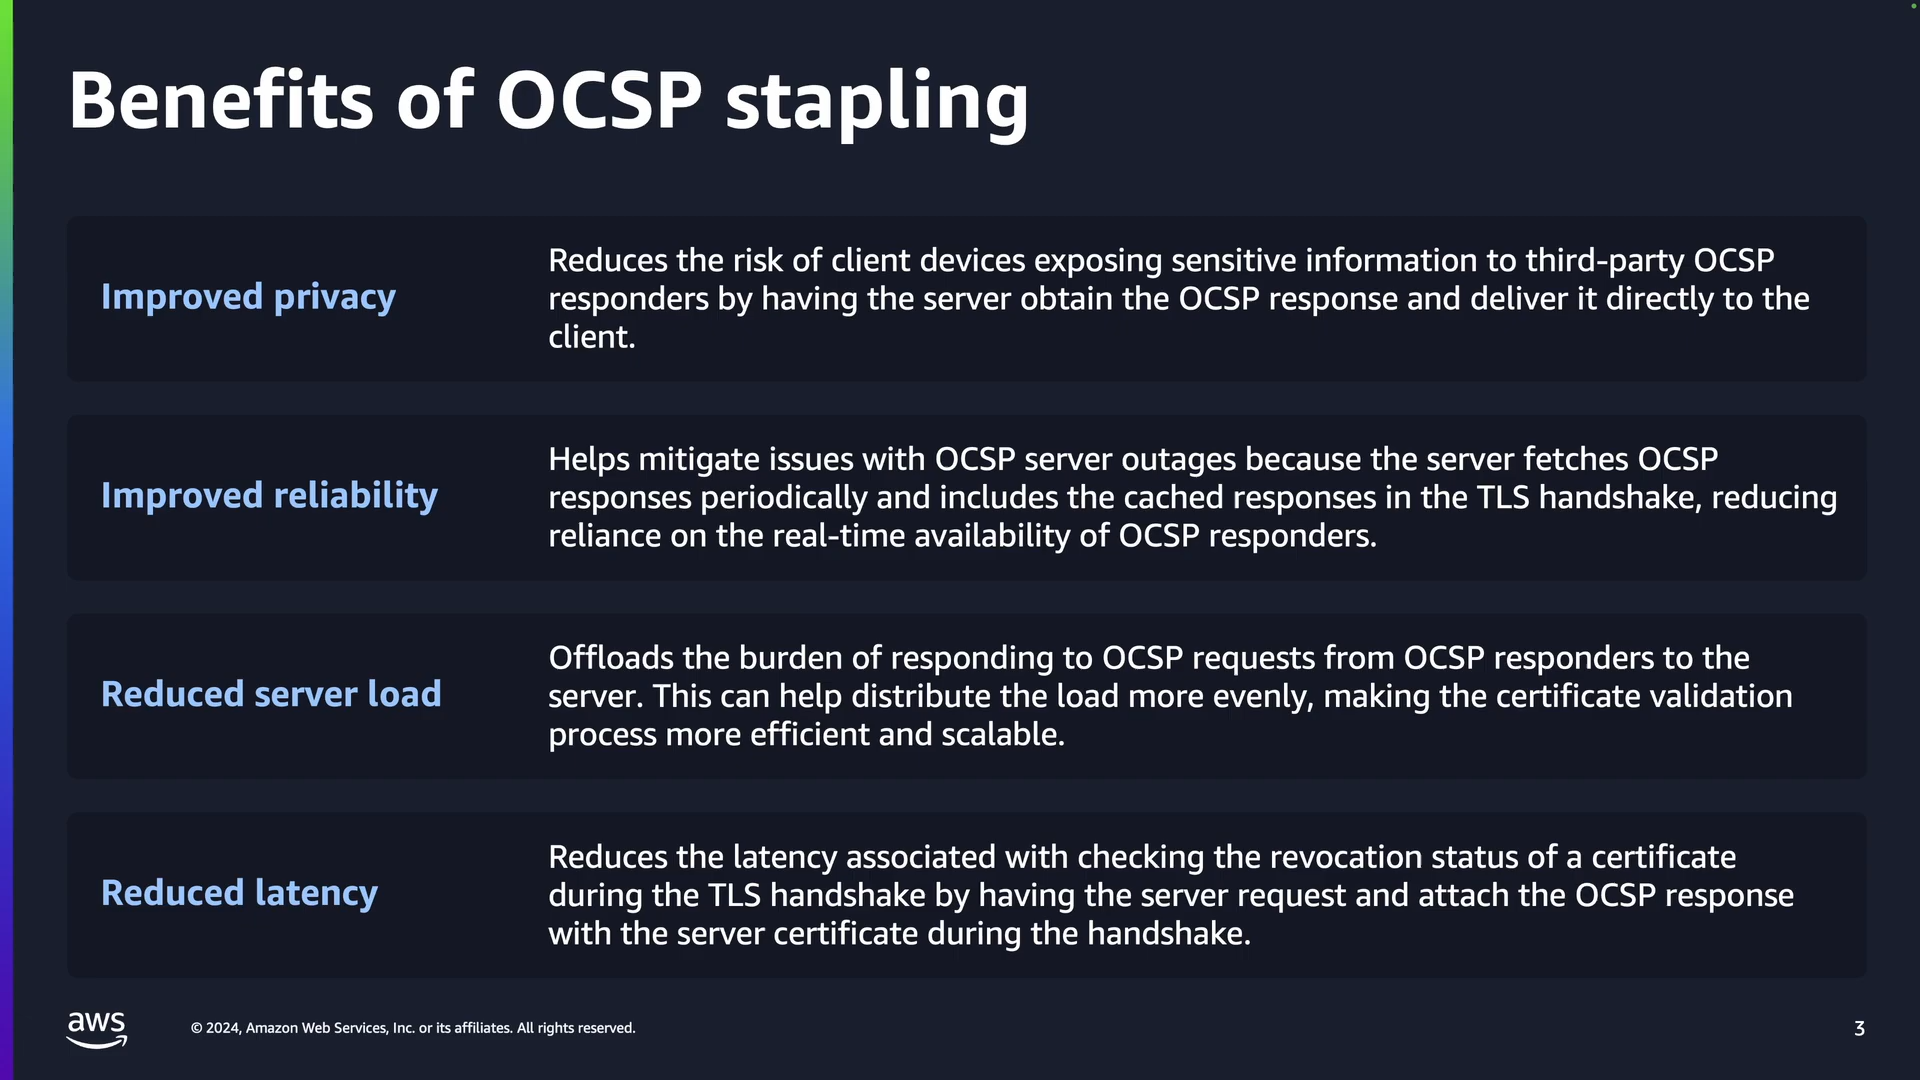 Benefits of OCSP stapling
Improved privacy
Reduces the risk of client devices exposing sensitive information to third-party OCSP
responders by having the server obtain the OCSP response and deliver it directly to the
client.
Improved reliability
Helps mitigate issues with OCSP server outages because the server fetches OCSP
responses periodically and includes the cached responses in the TLS handshake, reducing
reliance on the real-time availability of OCSP responders.
Reduced server load
Offloads the burden of responding to OCSP requests from OCSP responders to the
server. This can help distribute the load more evenly, making the certificate validation
process more efficient and scalable.
Reduced latency
Reduces the latency associated with checking the revocation status of a certificate
during the TLS handshake by having the server request and attach the OCSP response
with the server certificate during the handshake.
aws
© 2024, Amazon Web Services, Inc. or its affiliates. All rights reserved.
3